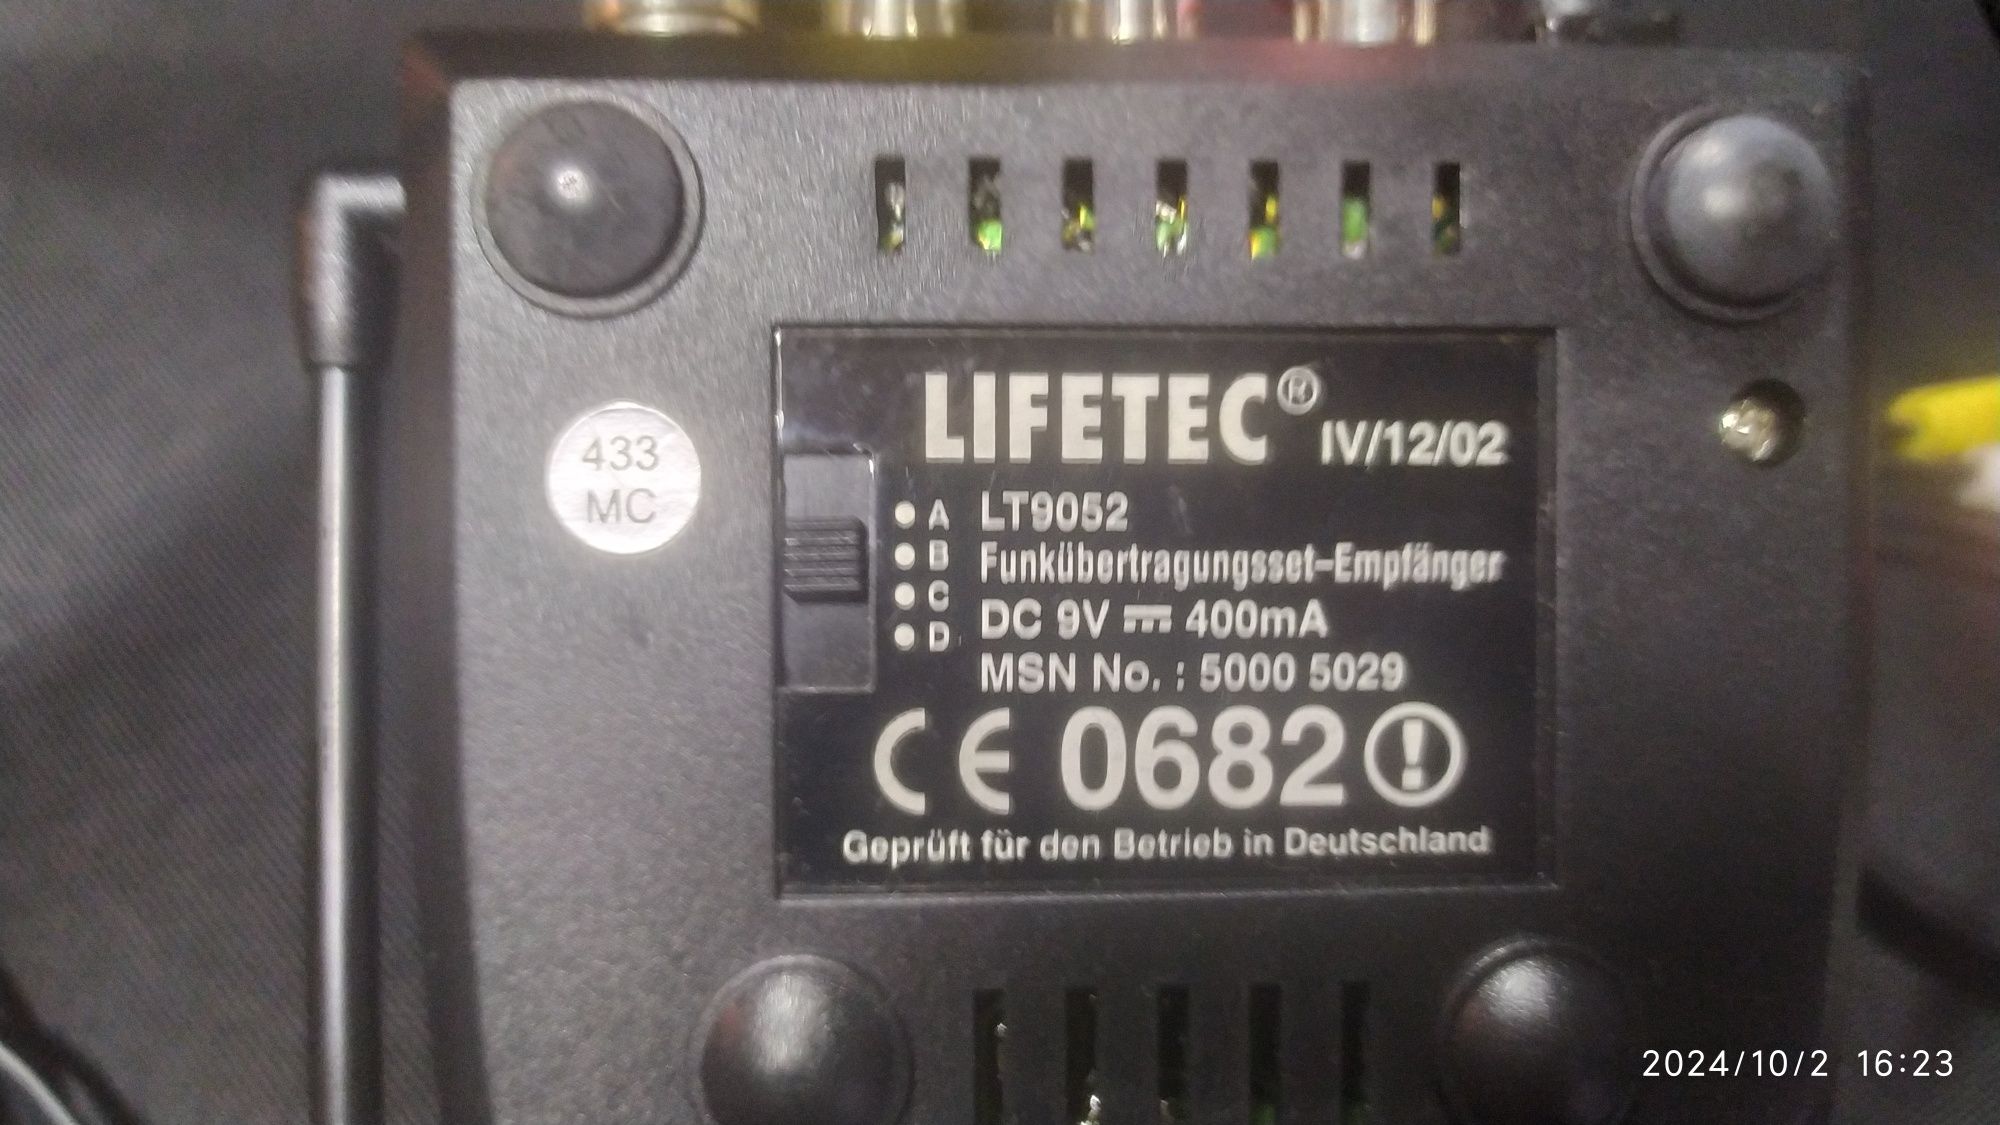 LIFETEC® IV/12/02
433
MC
A
B
C
D
LT9052
Funkübertragungsset-Empfänger
DC 9V ⎓ 400mA
MSN No. : 5000 5029
CE 0682
Geprüft für den Betrieb in Deutschland
2024/10/2 16:23